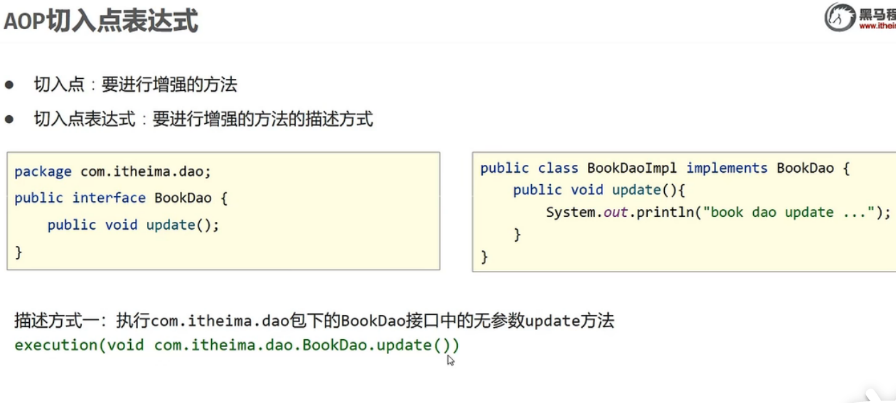 AOP切入点表达式
黑马程
www.ithei
● 切入点：要进行增强的方法
● 切入点表达式：要进行增强的方法的描述方式
package com.itheima.dao;
public interface BookDao {
    public void update();
}
public class BookDaoImpl implements BookDao {
    public void update(){
        System.out.println("book dao update ...");
    }
}
描述方式一：执行com.itheima.dao包下的BookDao接口中的无参数update方法
execution(void com.itheima.dao.BookDao.update())